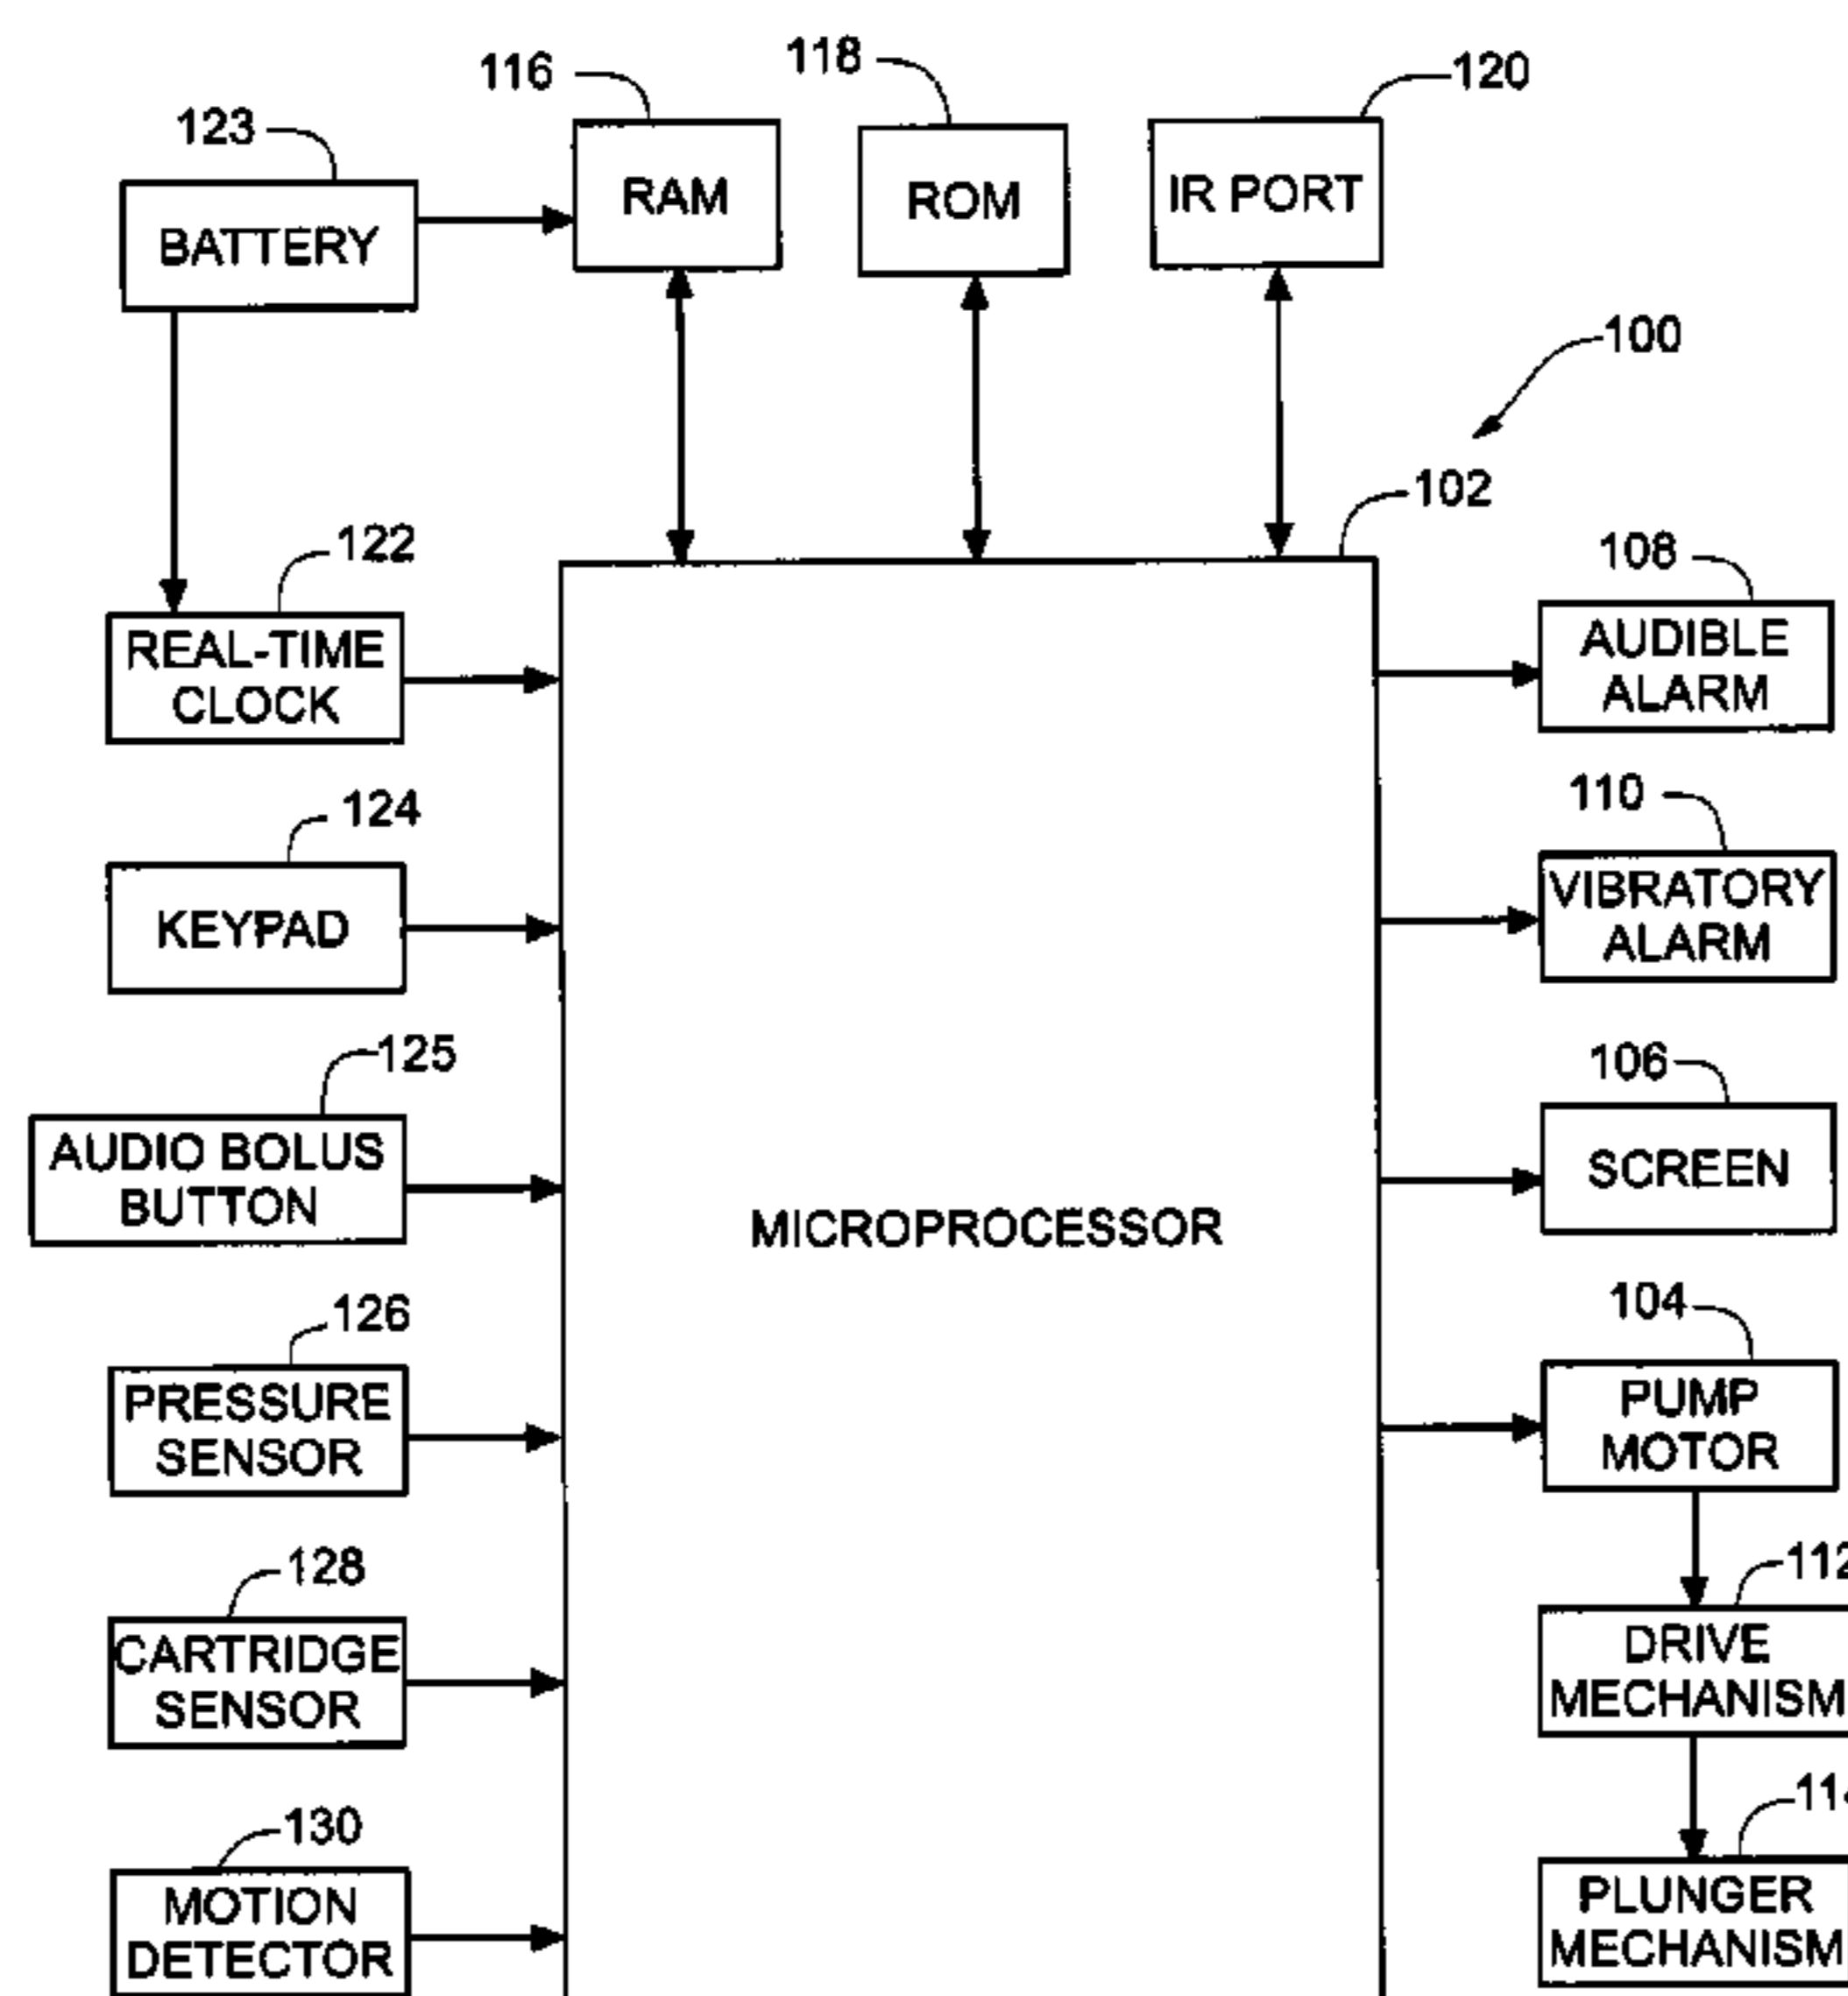 116
118
120
123
RAM
ROM
IR PORT
BATTERY
100
102
122
108
REAL-TIME
CLOCK
AUDIBLE
ALARM
124
110
KEYPAD
VIBRATORY
ALARM
125
106
AUDIO BOLUS
BUTTON
SCREEN
MICROPROCESSOR
126
104
PRESSURE
SENSOR
PUMP
MOTOR
128
112
CARTRIDGE
SENSOR
DRIVE
MECHANISM
130
114
MOTION
DETECTOR
PLUNGER
MECHANISM